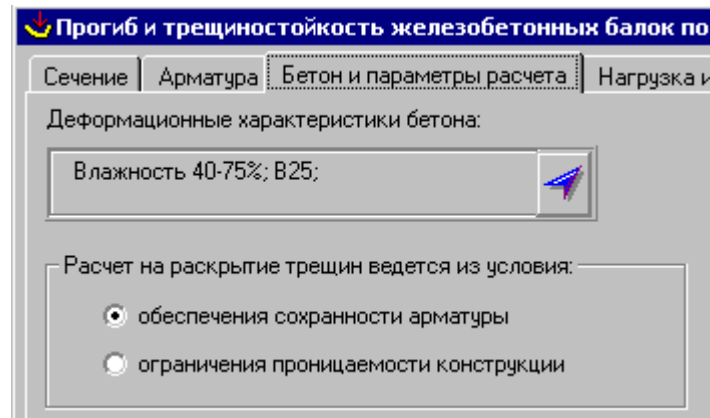 Прогиб и трещиностойкость железобетонных балок по
Сечение Арматура Бетон и параметры расчета Нагрузка и
Деформационные характеристики бетона:
Влажность 40-75%; В25;
Расчет на раскрытие трещин ведется из условия:
обеспечения сохранности арматуры
ограничения проницаемости конструкции